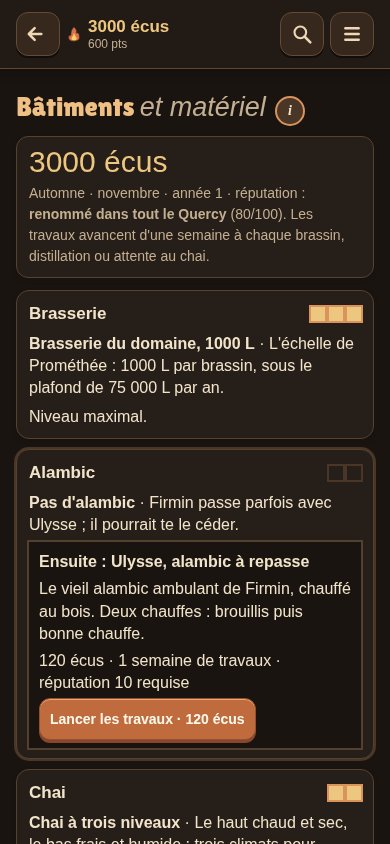 3000 écus
600 pts
Bâtiments et matériel i
3000 écus
Automne · novembre · année 1 · réputation :
renommé dans tout le Quercy (80/100). Les
travaux avancent d'une semaine à chaque brassin,
distillation ou attente au chai.
Brasserie
Brasserie du domaine, 1000 L · L'échelle de
Prométhée : 1000 L par brassin, sous le
plafond de 75 000 L par an.
Niveau maximal.
Alambic
Pas d'alambic · Firmin passe parfois avec
Ulysse ; il pourrait te le céder.
Ensuite : Ulysse, alambic à repasse
Le vieil alambic ambulant de Firmin, chauffé
au bois. Deux chauffes : brouillis puis
bonne chauffe.
120 écus · 1 semaine de travaux ·
réputation 10 requise
Lancer les travaux · 120 écus
Chai
Chai à trois niveaux · Le haut chaud et sec,
le bas frais et humide : trois climats pour